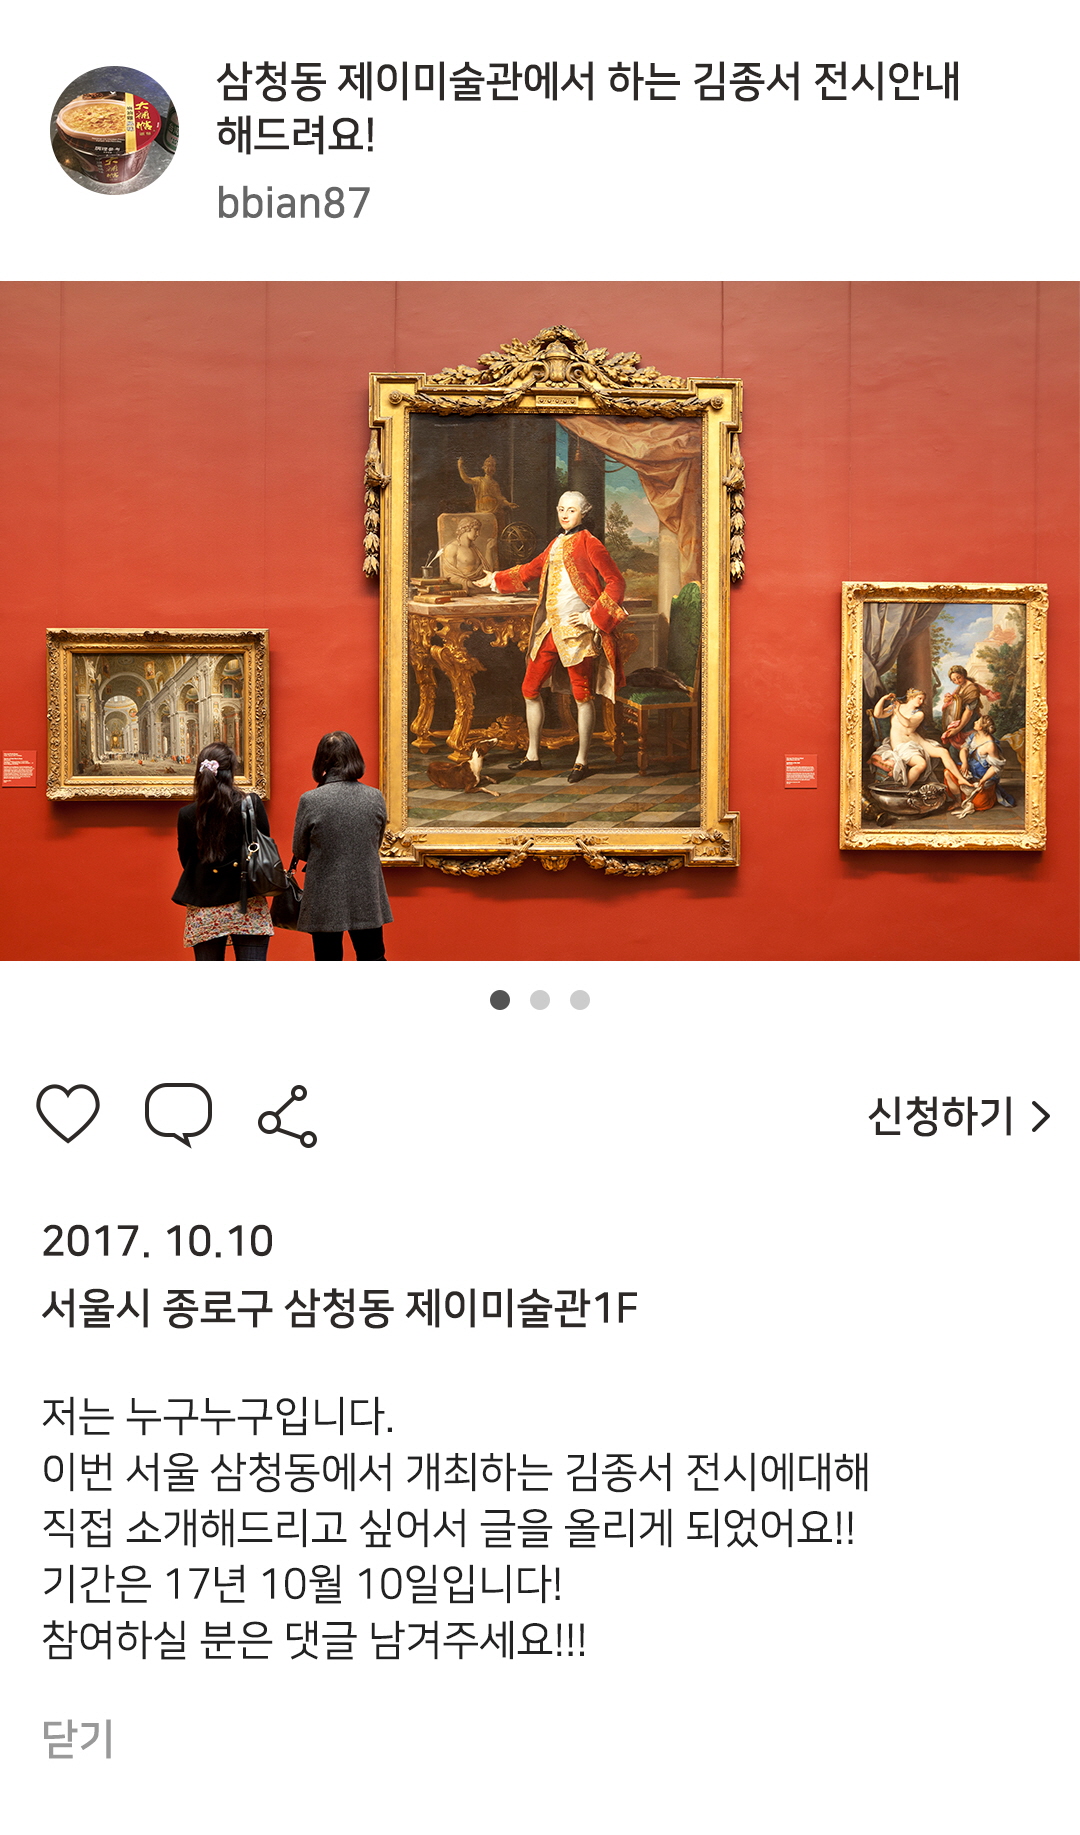 삼청동 제이미술관에서 하는 김종서 전시안내
해드려요!
bbian87
신청하기
2017. 10.10
서울시 종로구 삼청동 제이미술관1F
저는 누구누구입니다.
이번 서울 삼청동에서 개최하는 김종서 전시에대해
직접 소개해드리고 싶어서 글을 올리게 되었어요!!
기간은 17년 10월 10일입니다!
참여하실 분은 댓글 남겨주세요!!!
닫기